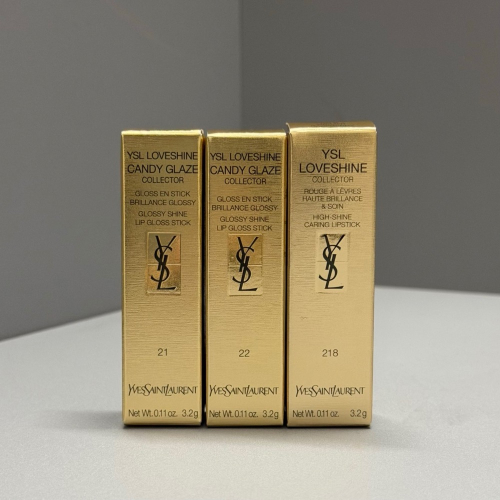 YSL LOVESHINE
CANDY GLAZE
COLLECTOR
GLOSS EN STICK
BRILLANCE GLOSSY
GLOSSY SHINE
LIP GLOSS STICK
YSL
21
YVESSAINTLAURENT
Net Wt. 0.11 oz. 3.2g
YSL LOVESHINE
CANDY GLAZE
COLLECTOR
GLOSS EN STICK
BRILLANCE GLOSSY
GLOSSY SHINE
LIP GLOSS STICK
YSL
22
YVESSAINTLAURENT
Net Wt. 0.11 oz. 3.2g
YSL
LOVESHINE
COLLECTOR
ROUGE À LÈVRES
HAUTE BRILLANCE
& SOIN
HIGH-SHINE
CARING LIPSTICK
YSL
218
YVESSAINTLAURENT
Net Wt. 0.11 oz. 3.2g